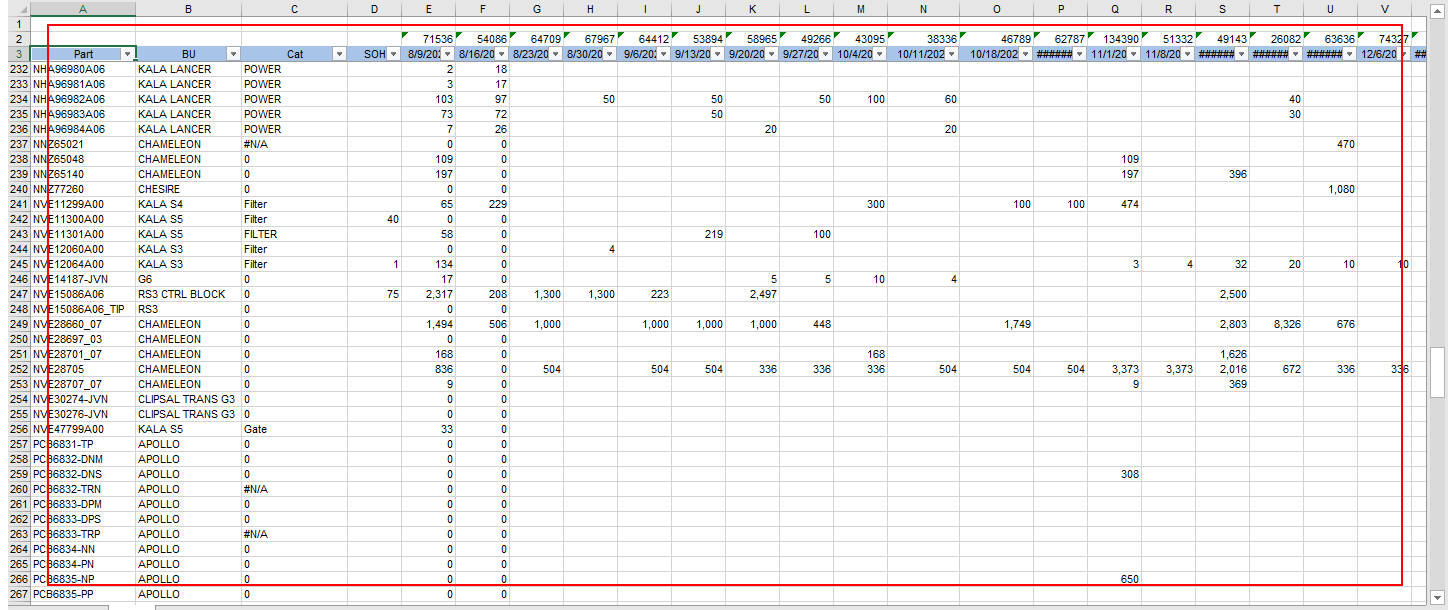 A B C D E F G H I J K L M N O P Q R S T U V
1
2 71536 54086 64709 67967 64412 53894 58965 49266 43095 38336 46789 62787 134390 51332 49143 26082 63636 74327
3 Part BU Cat SOH 8/9/202 8/16/20 8/23/20 8/30/20 9/6/202 9/13/20 9/20/20 9/27/20 10/4/20 10/11/202 10/18/202 ###### 11/1/20 11/8/20 ###### ###### ###### 12/6/20 ##
232 NHA96980A06 KALA LANCER POWER 2 18
233 NHA96981A06 KALA LANCER POWER 3 17
234 NHA96982A06 KALA LANCER POWER 103 97 50 50 50 100 60 40
235 NHA96983A06 KALA LANCER POWER 73 72 50 30
236 NHA96984A06 KALA LANCER POWER 7 26 20 20
237 NNZ65021 CHAMELEON #N/A 0 0 470
238 NNZ65048 CHAMELEON 0 109 0 109
239 NNZ65140 CHAMELEON 0 197 0 197 396
240 NNZ77260 CHESIRE 0 0 0 1,080
241 NVE11299A00 KALA S4 Filter 65 229 300 100 100 474
242 NVE11300A00 KALA S5 Filter 40 0 0
243 NVE11301A00 KALA S5 FILTER 58 0 219 100
244 NVE12060A00 KALA S3 Filter 0 0 4
245 NVE12064A00 KALA S3 Filter 1 134 0 3 4 32 20 10 10
246 NVE14187-JVN G6 0 17 0 5 5 10 4
247 NVE15086A06 RS3 CTRL BLOCK 0 75 2,317 208 1,300 1,300 223 2,497 2,500
248 NVE15086A06_TIP RS3 0 0 0
249 NVE28660_07 CHAMELEON 0 1,494 506 1,000 1,000 1,000 1,000 448 1,749 2,803 8,326 676
250 NVE28697_03 CHAMELEON 0 0 0
251 NVE28701_07 CHAMELEON 0 168 0 168 1,626
252 NVE28705 CHAMELEON 0 836 0 504 504 504 336 336 336 504 504 504 3,373 3,373 2,016 672 336 336
253 NVE28707_07 CHAMELEON 0 9 0 9 369
254 NVE30274-JVN CLIPSAL TRANS G3 0 0 0
255 NVE30276-JVN CLIPSAL TRANS G3 0 0 0
256 NVE47799A00 KALA S5 Gate 33 0
257 PCB6831-TP APOLLO 0 0 0
258 PCB6832-DNM APOLLO 0 0 0
259 PCB6832-DNS APOLLO 0 0 0 308
260 PCB6832-TRN APOLLO #N/A 0 0
261 PCB6833-DPM APOLLO 0 0 0
262 PCB6833-DPS APOLLO 0 0 0
263 PCB6833-TRP APOLLO #N/A 0 0
264 PCB6834-NN APOLLO 0 0 0
265 PCB6834-PN APOLLO 0 0 0
266 PCB6835-NP APOLLO 0 0 0 650
267 PCB6835-PP APOLLO 0 0 0